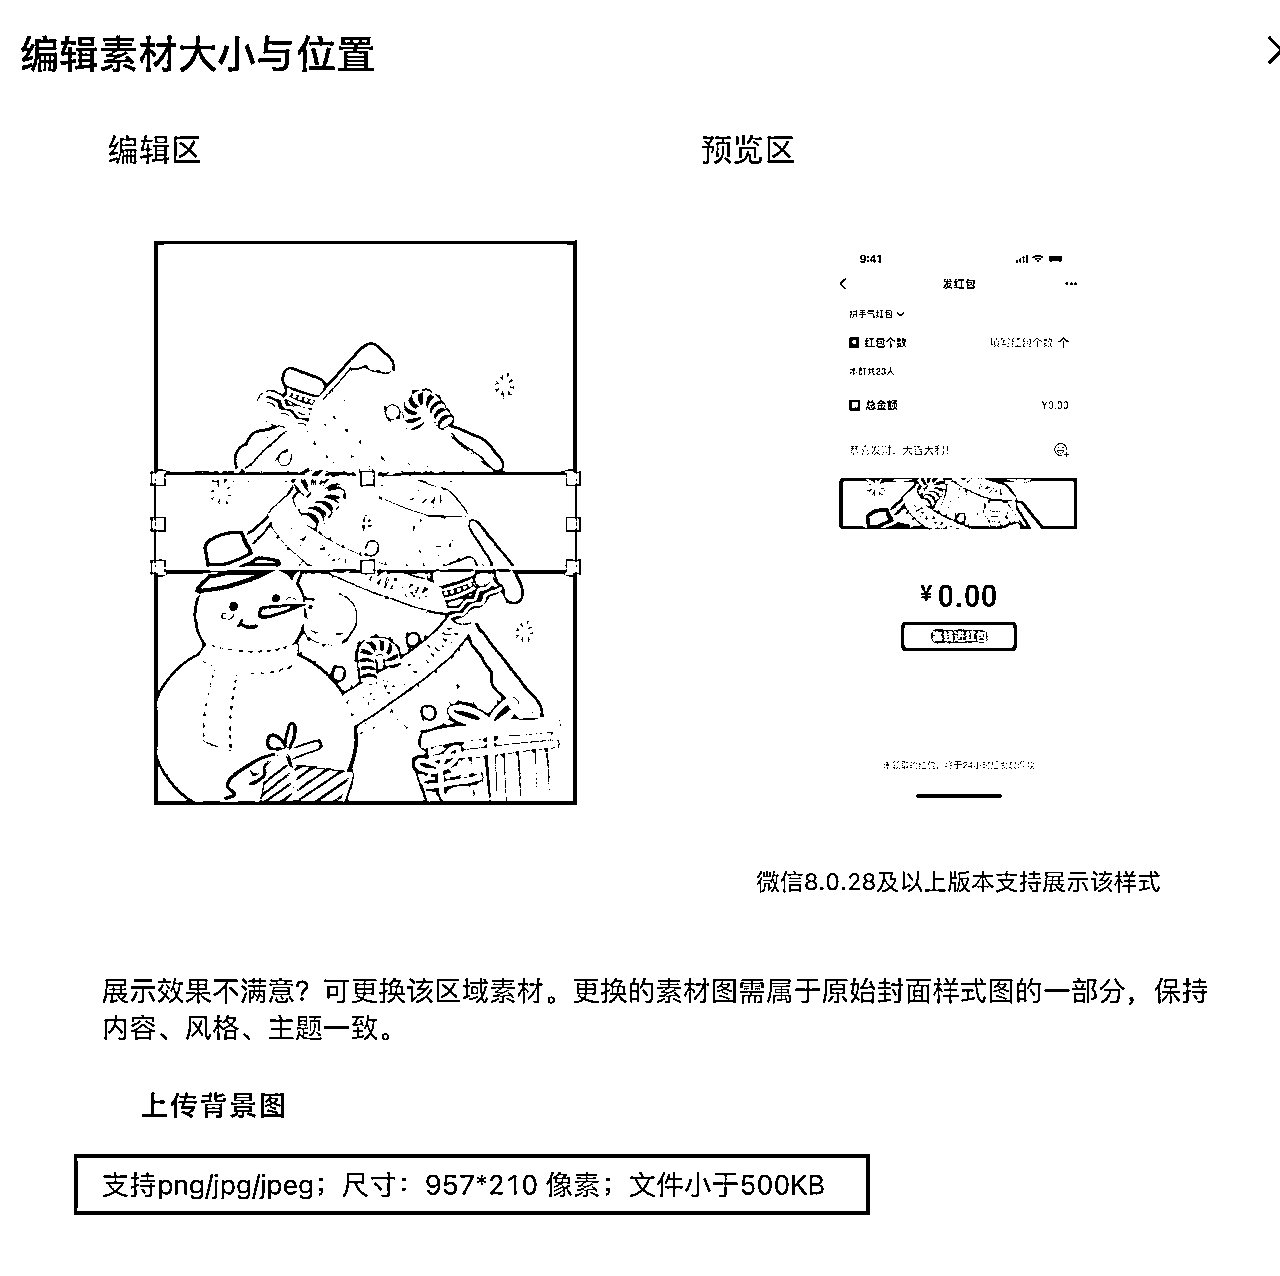 编辑素材大小与位置
编辑区
预览区
9:41
发红包
拼手气红包
红包个数
填写红包个数 个
本群共23人
总金额
¥0.00
恭喜发财，大吉大利!
¥0.00
塞钱进红包
微信8.0.28及以上版本支持展示该样式
展示效果不满意？可更换该区域素材。更换的素材图需属于原始封面样式图的一部分，保持
内容、风格、主题一致。
上传背景图
支持png/jpg/jpeg；尺寸：957*210 像素；文件小于500KB